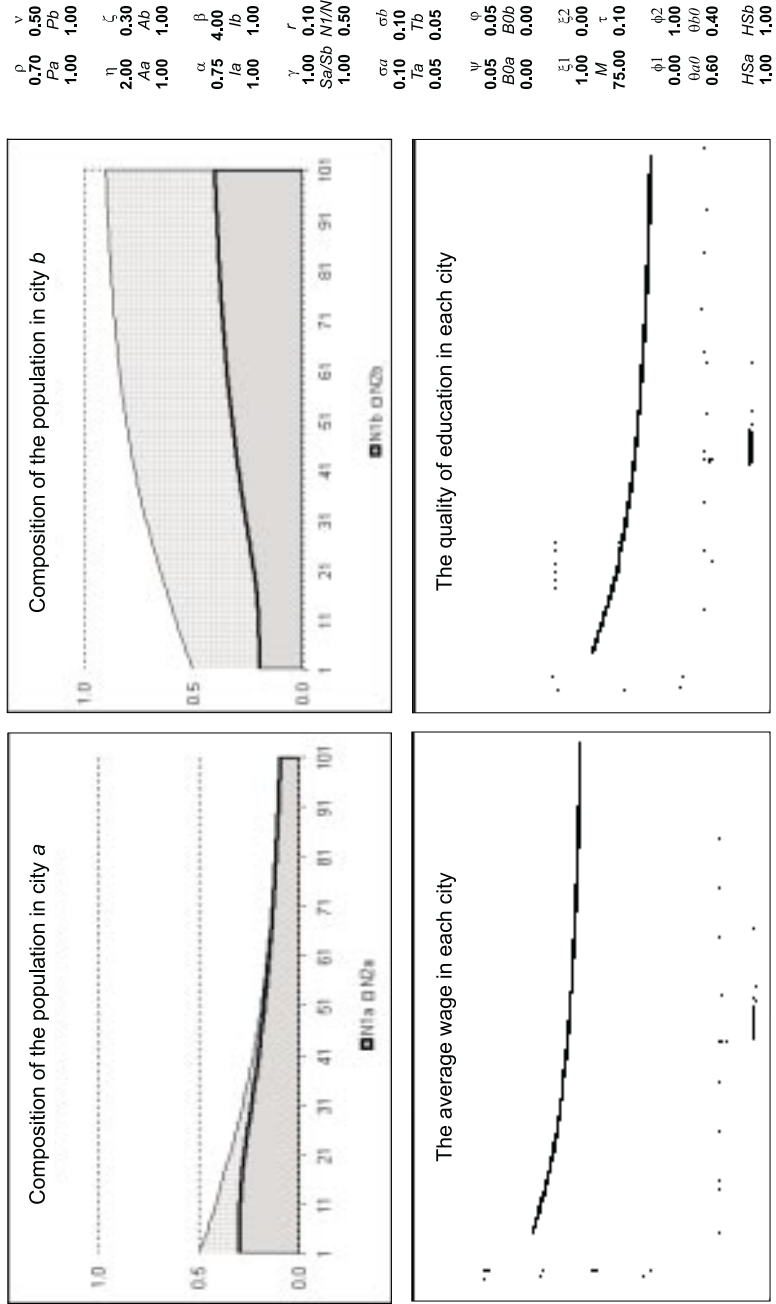 Composition of the population in city a
1.0
0.5
0.0
1 11 21 31 41 51 61 71 81 91 101
N1a N2a
Composition of the population in city b
1.0
0.5
0.0
1 11 21 31 41 51 61 71 81 91 101
N1b N2b
The average wage in each city
The quality of education in each city
ρ ν
0.70 0.50
Pa Pb
1.00 1.00
η ζ
2.00 0.30
Aa Ab
1.00 1.00
α β
0.75 4.00
Ia Ib
1.00 1.00
γ r
1.00 0.10
Sa/Sb N1/N
1.00 0.50
σa σb
0.10 0.10
Ta Tb
0.05 0.05
ψ φ
0.05 0.05
B0a B0b
0.00 0.00
ξ1 ξ2
1.00 0.00
M τ
75.00 0.10
ϕ1 ϕ2
0.00 1.00
θa0 θb0
0.60 0.40
HSa HSb
1.00 1.00